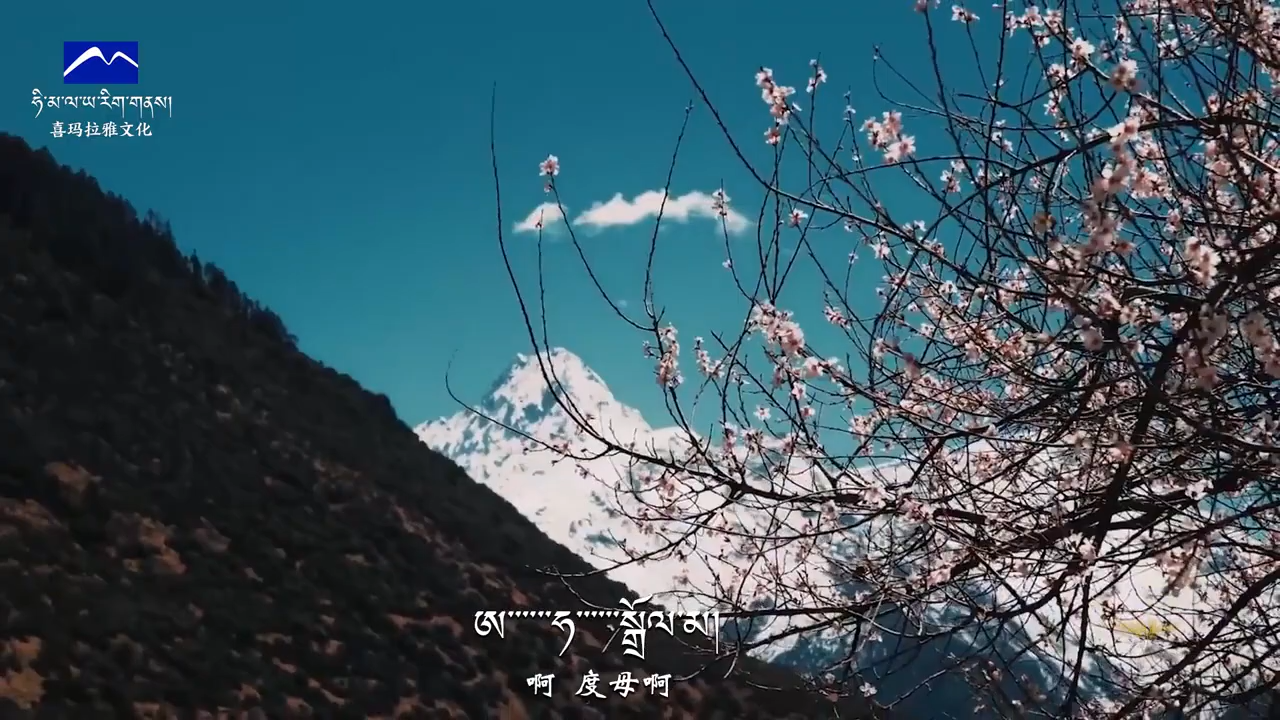 ཧི་མ་ལ་ཡ་རིག་གནས།
喜玛拉雅文化
ཨ་་་་་་ཧ་་་་་་སྒྲོལ་མ།
啊 度母啊